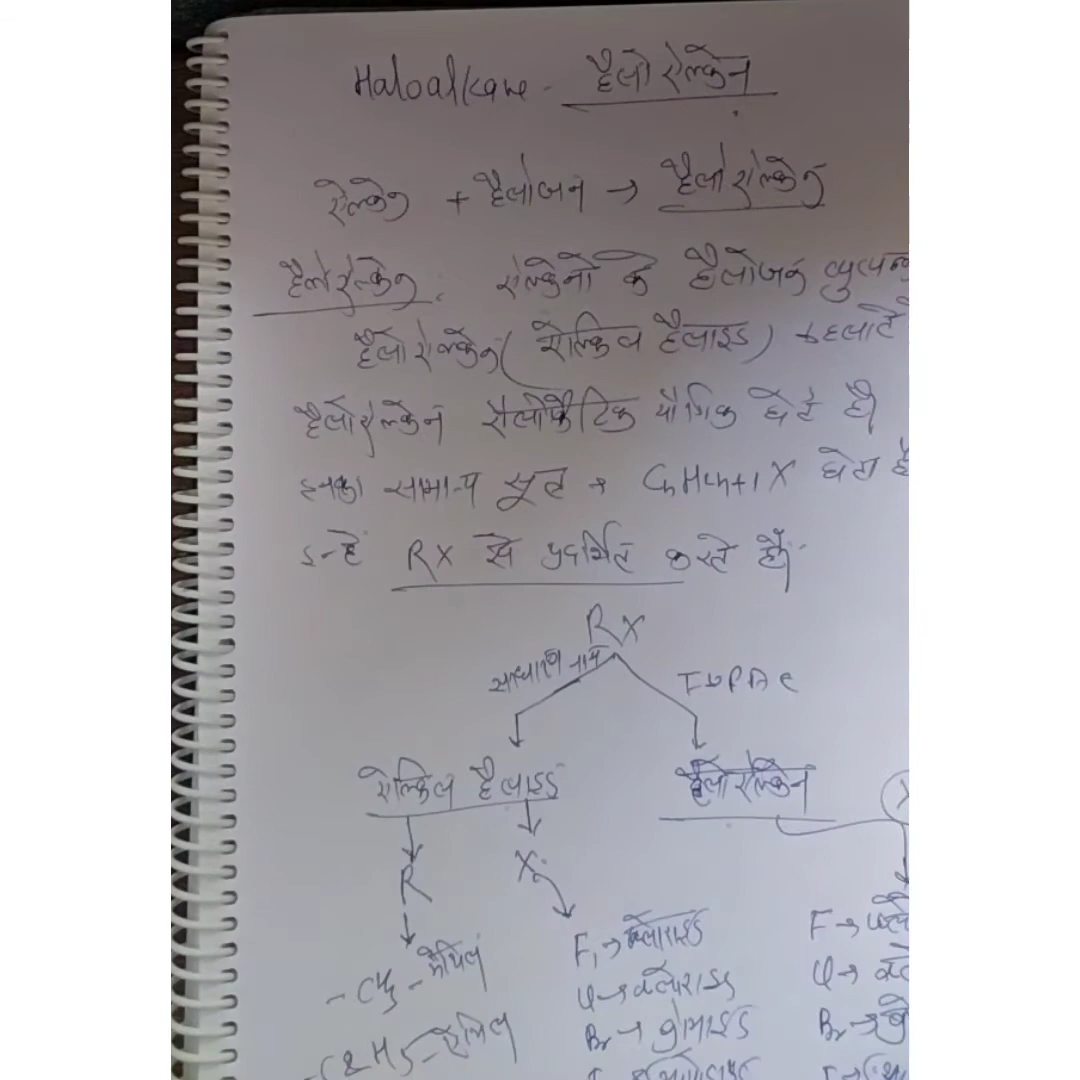 Haloalkane - हैलोऐल्केन
ऐल्केन + हैलोजन → हैलोऐल्केन
हैलोऐल्केन. ऐल्केनों के हैलोजन व्युत्पन्न
हैलोऐल्केन (ऐल्किल हैलाइड) कहलाते
हैलोऐल्केन ऐलीफैटिक यौगिक होते हैं।
इनका सामान्य सूत्र → CnH2n+1 X होता है
इन्हें RX से प्रदर्शित करते हैं।
RX
साधारण नाम IUPAC
ऐल्किल हैलाइड हैलोऐल्केन X
R X
F → फ्लोराइड F →
-CH3 - मेथिल Cl → क्लोराइड Cl →
Br → ब्रोमाइड Br →
-C2H5 - ऐथिल